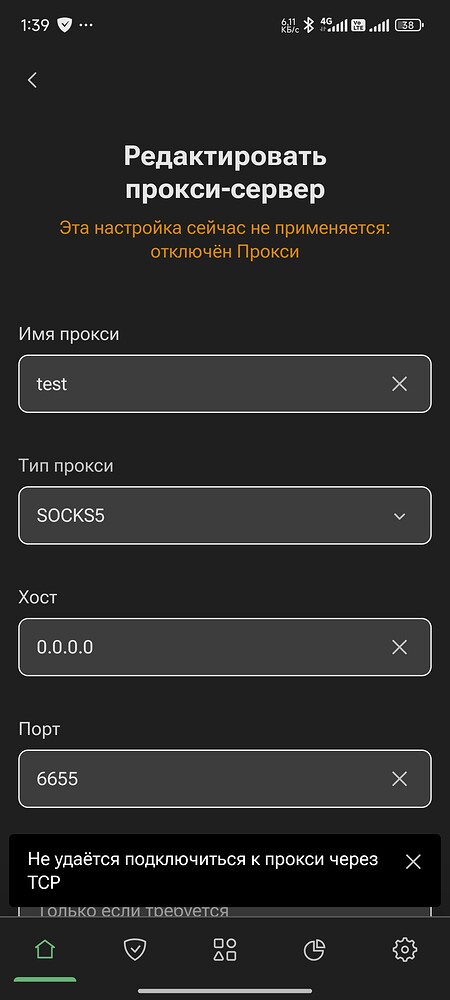 1:39
6,11
КБ/с
4G
Vo
LTE
38
Редактировать
прокси-сервер
Эта настройка сейчас не применяется:
отключён Прокси
Имя прокси
test
Тип прокси
SOCKS5
Хост
0.0.0.0
Порт
6655
Не удаётся подключиться к прокси через
TCP
Только если требуется